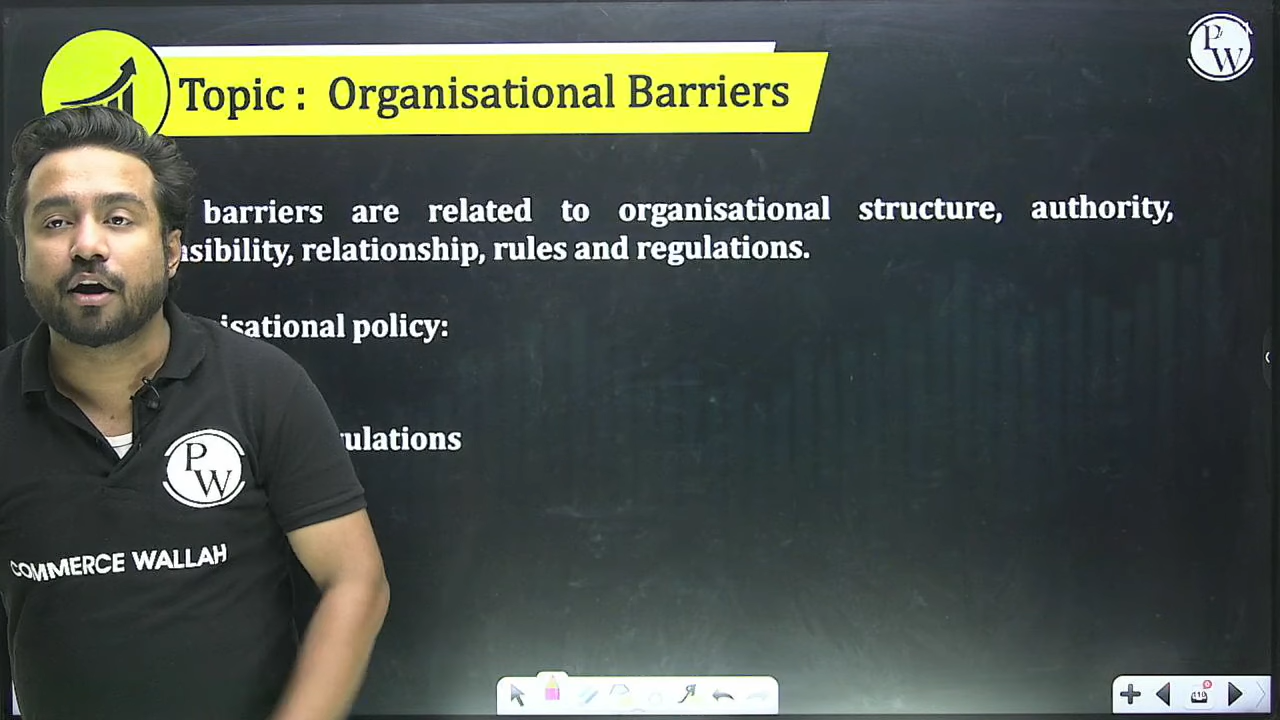 Topic : Organisational Barriers
PW
barriers are related to organisational structure, authority,
nsibility, relationship, rules and regulations.
isational policy:
ulations
PW
COMMERCE WALLAH